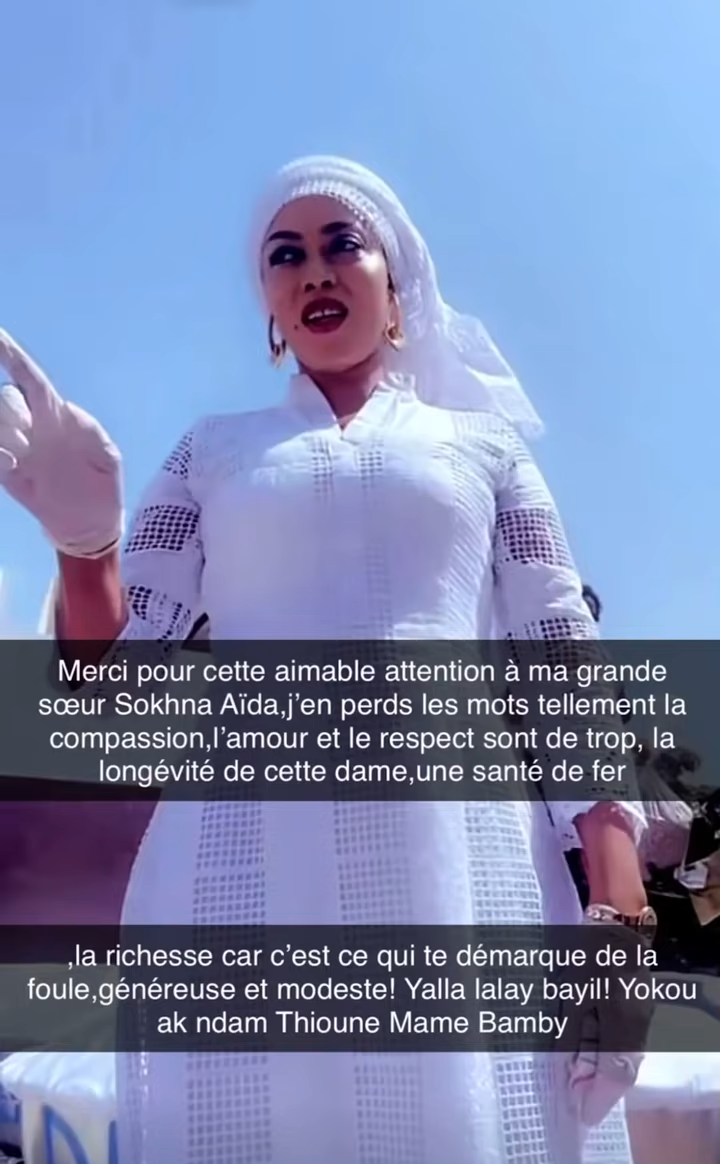 Merci pour cette aimable attention à ma grande
sœur Sokhna Aïda,j'en perds les mots tellement la
compassion,l'amour et le respect sont de trop, la
longévité de cette dame,une santé de fer
,la richesse car c'est ce qui te démarque de la
foule,généreuse et modeste! Yalla lalay bayil! Yokou
ak ndam Thioune Mame Bamby